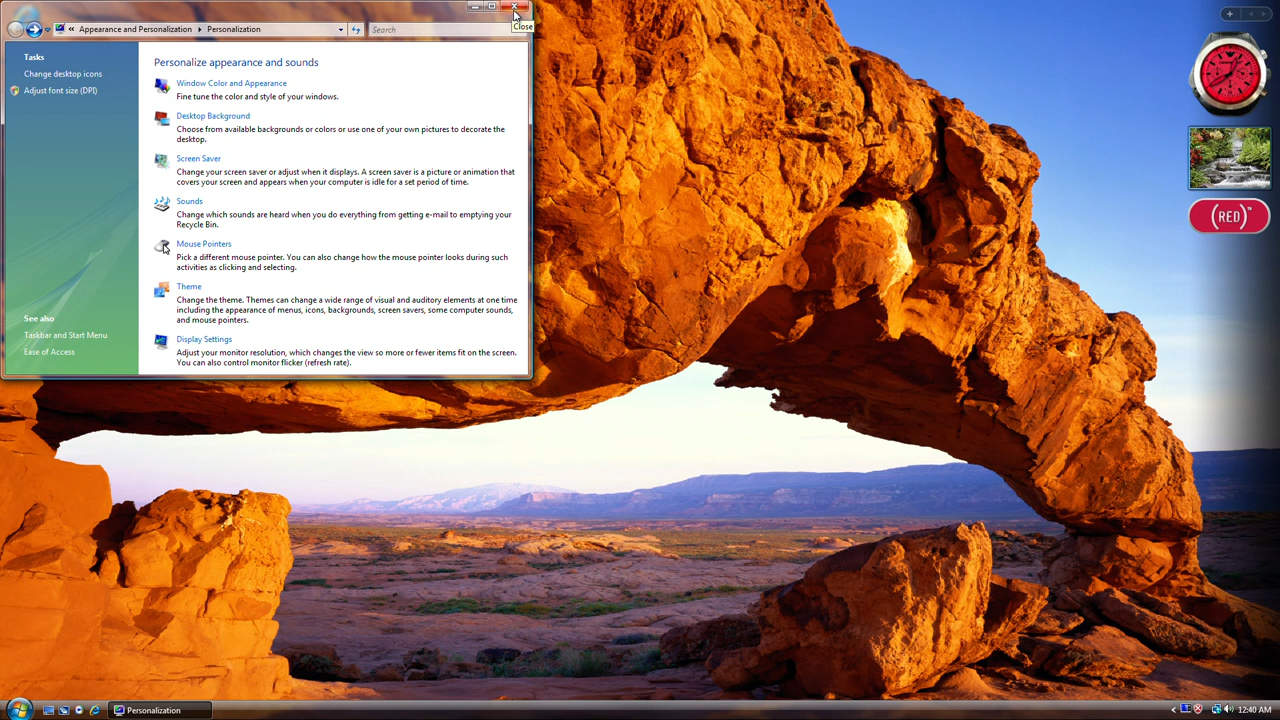 « Appearance and Personalization ▸ Personalization
Search
Close
Tasks
Change desktop icons
Adjust font size (DPI)
See also
Taskbar and Start Menu
Ease of Access
Personalize appearance and sounds
Window Color and Appearance
Fine tune the color and style of your windows.
Desktop Background
Choose from available backgrounds or colors or use one of your own pictures to decorate the
desktop.
Screen Saver
Change your screen saver or adjust when it displays. A screen saver is a picture or animation that
covers your screen and appears when your computer is idle for a set period of time.
Sounds
Change which sounds are heard when you do everything from getting e-mail to emptying your
Recycle Bin.
Mouse Pointers
Pick a different mouse pointer. You can also change how the mouse pointer looks during such
activities as clicking and selecting.
Theme
Change the theme. Themes can change a wide range of visual and auditory elements at one time
including the appearance of menus, icons, backgrounds, screen savers, some computer sounds,
and mouse pointers.
Display Settings
Adjust your monitor resolution, which changes the view so more or fewer items fit on the screen.
You can also control monitor flicker (refresh rate).
(RED)™
Personalization
12:40 AM